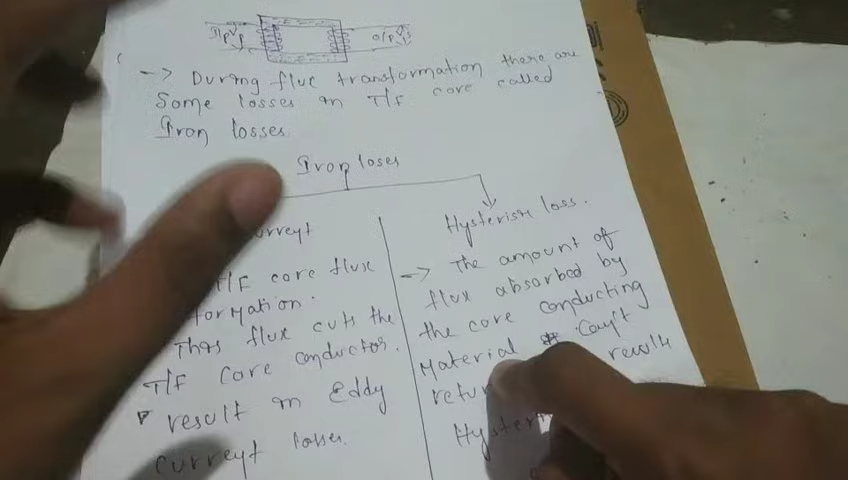 I/P
O/P
-> During flue transformation there are
Some losses in T/F core called
Iron losses
Iron loses
Hysterisis loss.
T/F core flux
formation.
This flux cuts the
T/F core conductor.
result in Eddy
Curreyt losses.
-> The amount of
flux absorbed by
the core conducting
Material can't
result